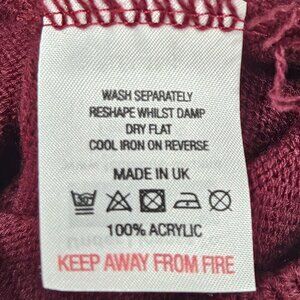 WASH SEPARATELY
RESHAPE WHILST DAMP
DRY FLAT
COOL IRON ON REVERSE
MADE IN UK
100% ACRYLIC
KEEP AWAY FROM FIRE